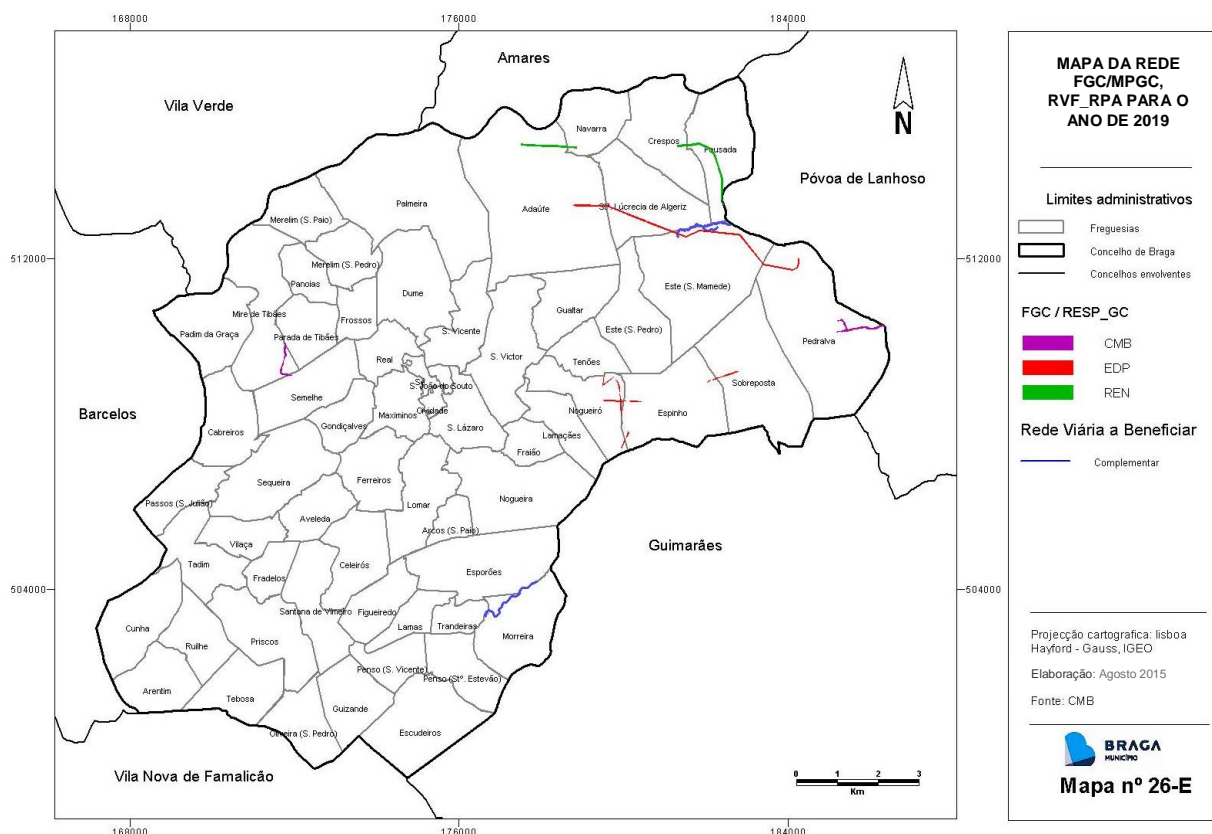 168000
176000
184000
Amares
Vila Verde
Póvoa de Lanhoso
Barcelos
Guimarães
Vila Nova de Famalicão
N
512000
512000
504000
504000
Navarra
Crespos
Pousada
Palmeira
Adaúfe
Stª. Lúcrecia de Algeriz
Merelim (S. Paio)
Merelim (S. Pedro)
Panoias
Dume
Mire de Tibães
Padim da Graça
Parada de Tibães
Frossos
S. Vicente
Gualtar
Este (S. Mamede)
Este (S. Pedro)
Pedralva
Real
S. Victor
Tenões
Sobreposta
S. João do Souto
Semelhe
Maximinos
Cividade
Nogueiró
Espinho
Gondiçalves
S. Lázaro
Lamaçães
Cabreiros
Fraião
Sequeira
Ferreiros
Lomar
Nogueira
Passos (S. Julião)
Aveleda
Arcos (S. Paio)
Vilaça
Tadim
Fradelos
Celeirós
Esporões
Santana de Vimeiro
Figueiredo
Lamas
Trandeiras
Morreira
Cunha
Ruilhe
Priscos
Penso (S. Vicente)
Penso (Stº. Estevão)
Arentim
Tebosa
Guizande
Oliveira (S. Pedro)
Escudeiros
0 1 2 3
Km
168000
176000
184000
MAPA DA REDE
FGC/MPGC,
RVF_RPA PARA O
ANO DE 2019
Limites administrativos
Freguesias
Concelho de Braga
Concelhos envolventes
FGC / RESP_GC
CMB
EDP
REN
Rede Viária a Beneficiar
Complementar
Projecção cartografica: lisboa
Hayford - Gauss, IGEO
Elaboração: Agosto 2015
Fonte: CMB
BRAGA
MUNICÍPIO
Mapa nº 26-E